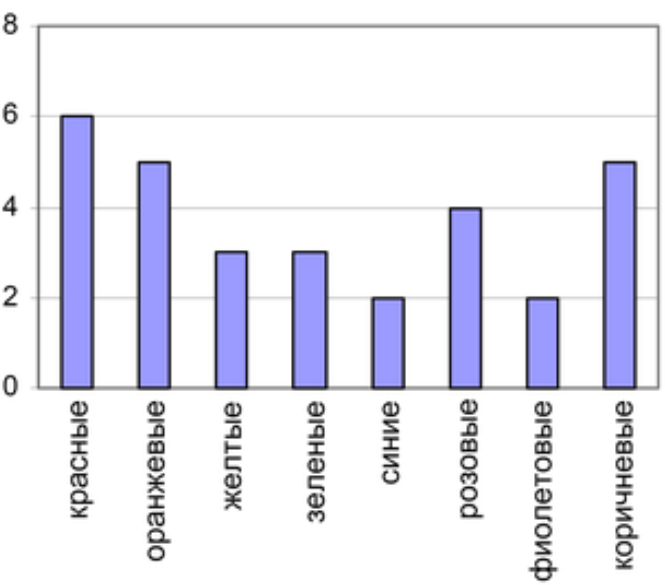 8
6
4
2
0
красные
оранжевые
желтые
зеленые
синие
розовые
фиолетовые
коричневые